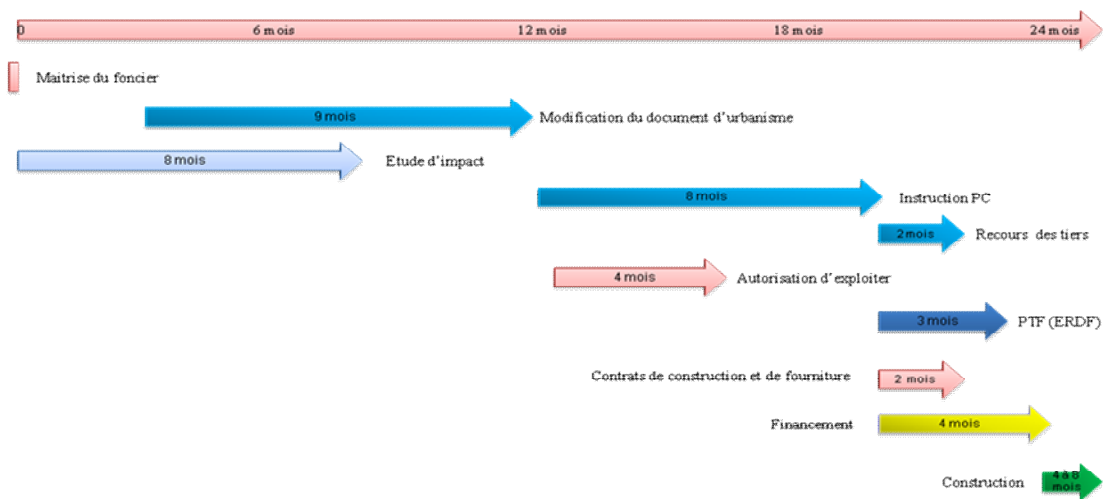 0 6 mois 12 mois 18 mois 24 mois
Maitrise du foncier
9 mois Modification du document d'urbanisme
8 mois Etude d'impact
8 mois Instruction PC
2 mois Recours des tiers
4 mois Autorisation d'exploiter
3 mois PTF (ERDF)
Contrats de construction et de fourniture 2 mois
Financement 4 mois
Construction 4 à 8
mois